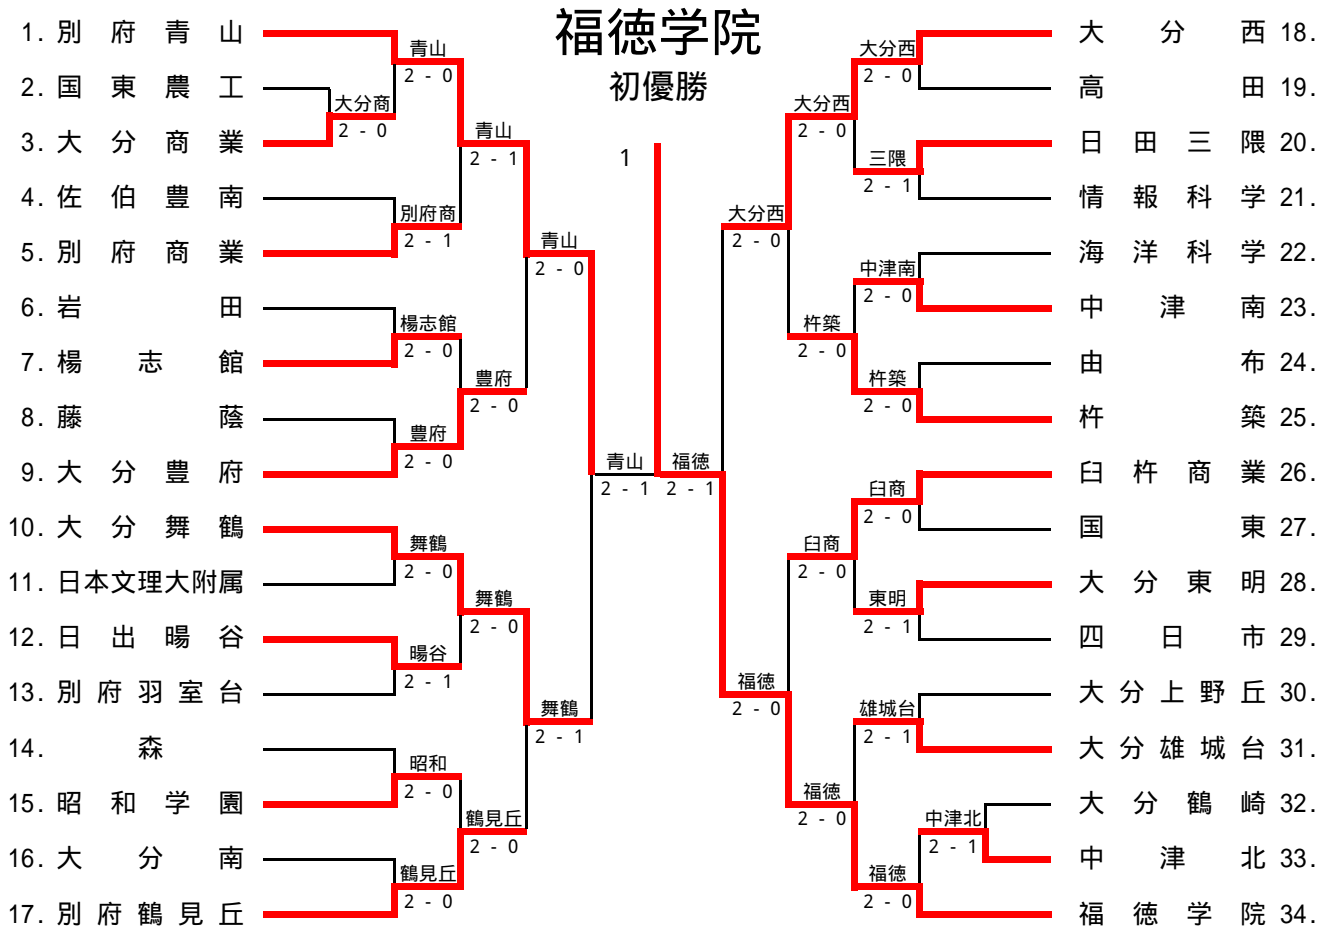 福徳学院
初優勝
1
1. 別府青山
2. 国東農工
3. 大分商業
4. 佐伯豊南
5. 別府商業
6. 岩田
7. 楊志館
8. 藤蔭
9. 大分豊府
10. 大分舞鶴
11. 日本文理大附属
12. 日出暘谷
13. 別府羽室台
14. 森
15. 昭和学園
16. 大分南
17. 別府鶴見丘
青山
2 - 0
大分商
2 - 0
別府商
2 - 1
楊志館
2 - 0
豊府
2 - 0
舞鶴
2 - 0
暘谷
2 - 1
昭和
2 - 0
鶴見丘
2 - 0
青山
2 - 1
豊府
2 - 0
舞鶴
2 - 0
鶴見丘
2 - 0
青山
2 - 0
舞鶴
2 - 1
青山
2 - 1
福徳
2 - 1
大分西
2 - 0
福徳
2 - 0
大分西
2 - 0
杵築
2 - 0
臼商
2 - 0
福徳
2 - 0
大分西
2 - 0
三隈
2 - 1
中津南
2 - 0
杵築
2 - 0
臼商
2 - 0
東明
2 - 1
雄城台
2 - 1
中津北
2 - 1
福徳
2 - 0
大分西 18.
高田 19.
日田三隈 20.
情報科学 21.
海洋科学 22.
中津南 23.
由布 24.
杵築 25.
臼杵商業 26.
国東 27.
大分東明 28.
四日市 29.
大分上野丘 30.
大分雄城台 31.
大分鶴崎 32.
中津北 33.
福徳学院 34.